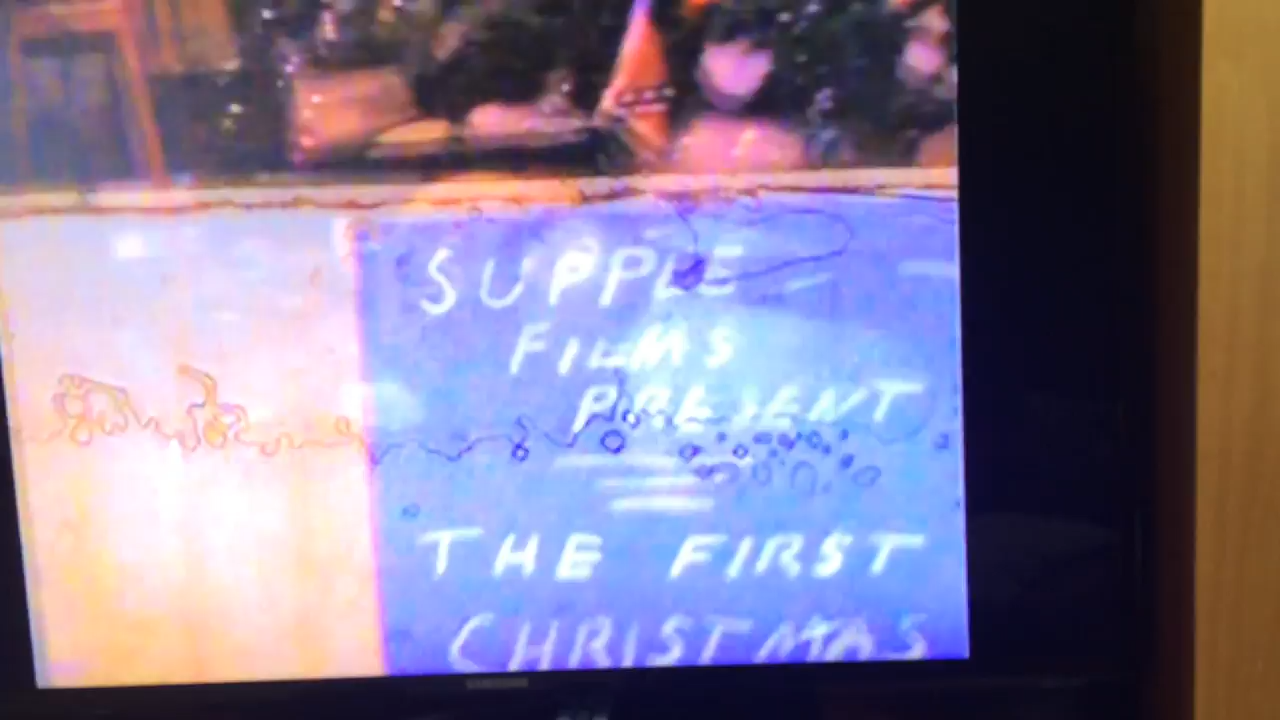 SUPPLE
FILMS
PRESENT
THE FIRST
CHRISTMAS